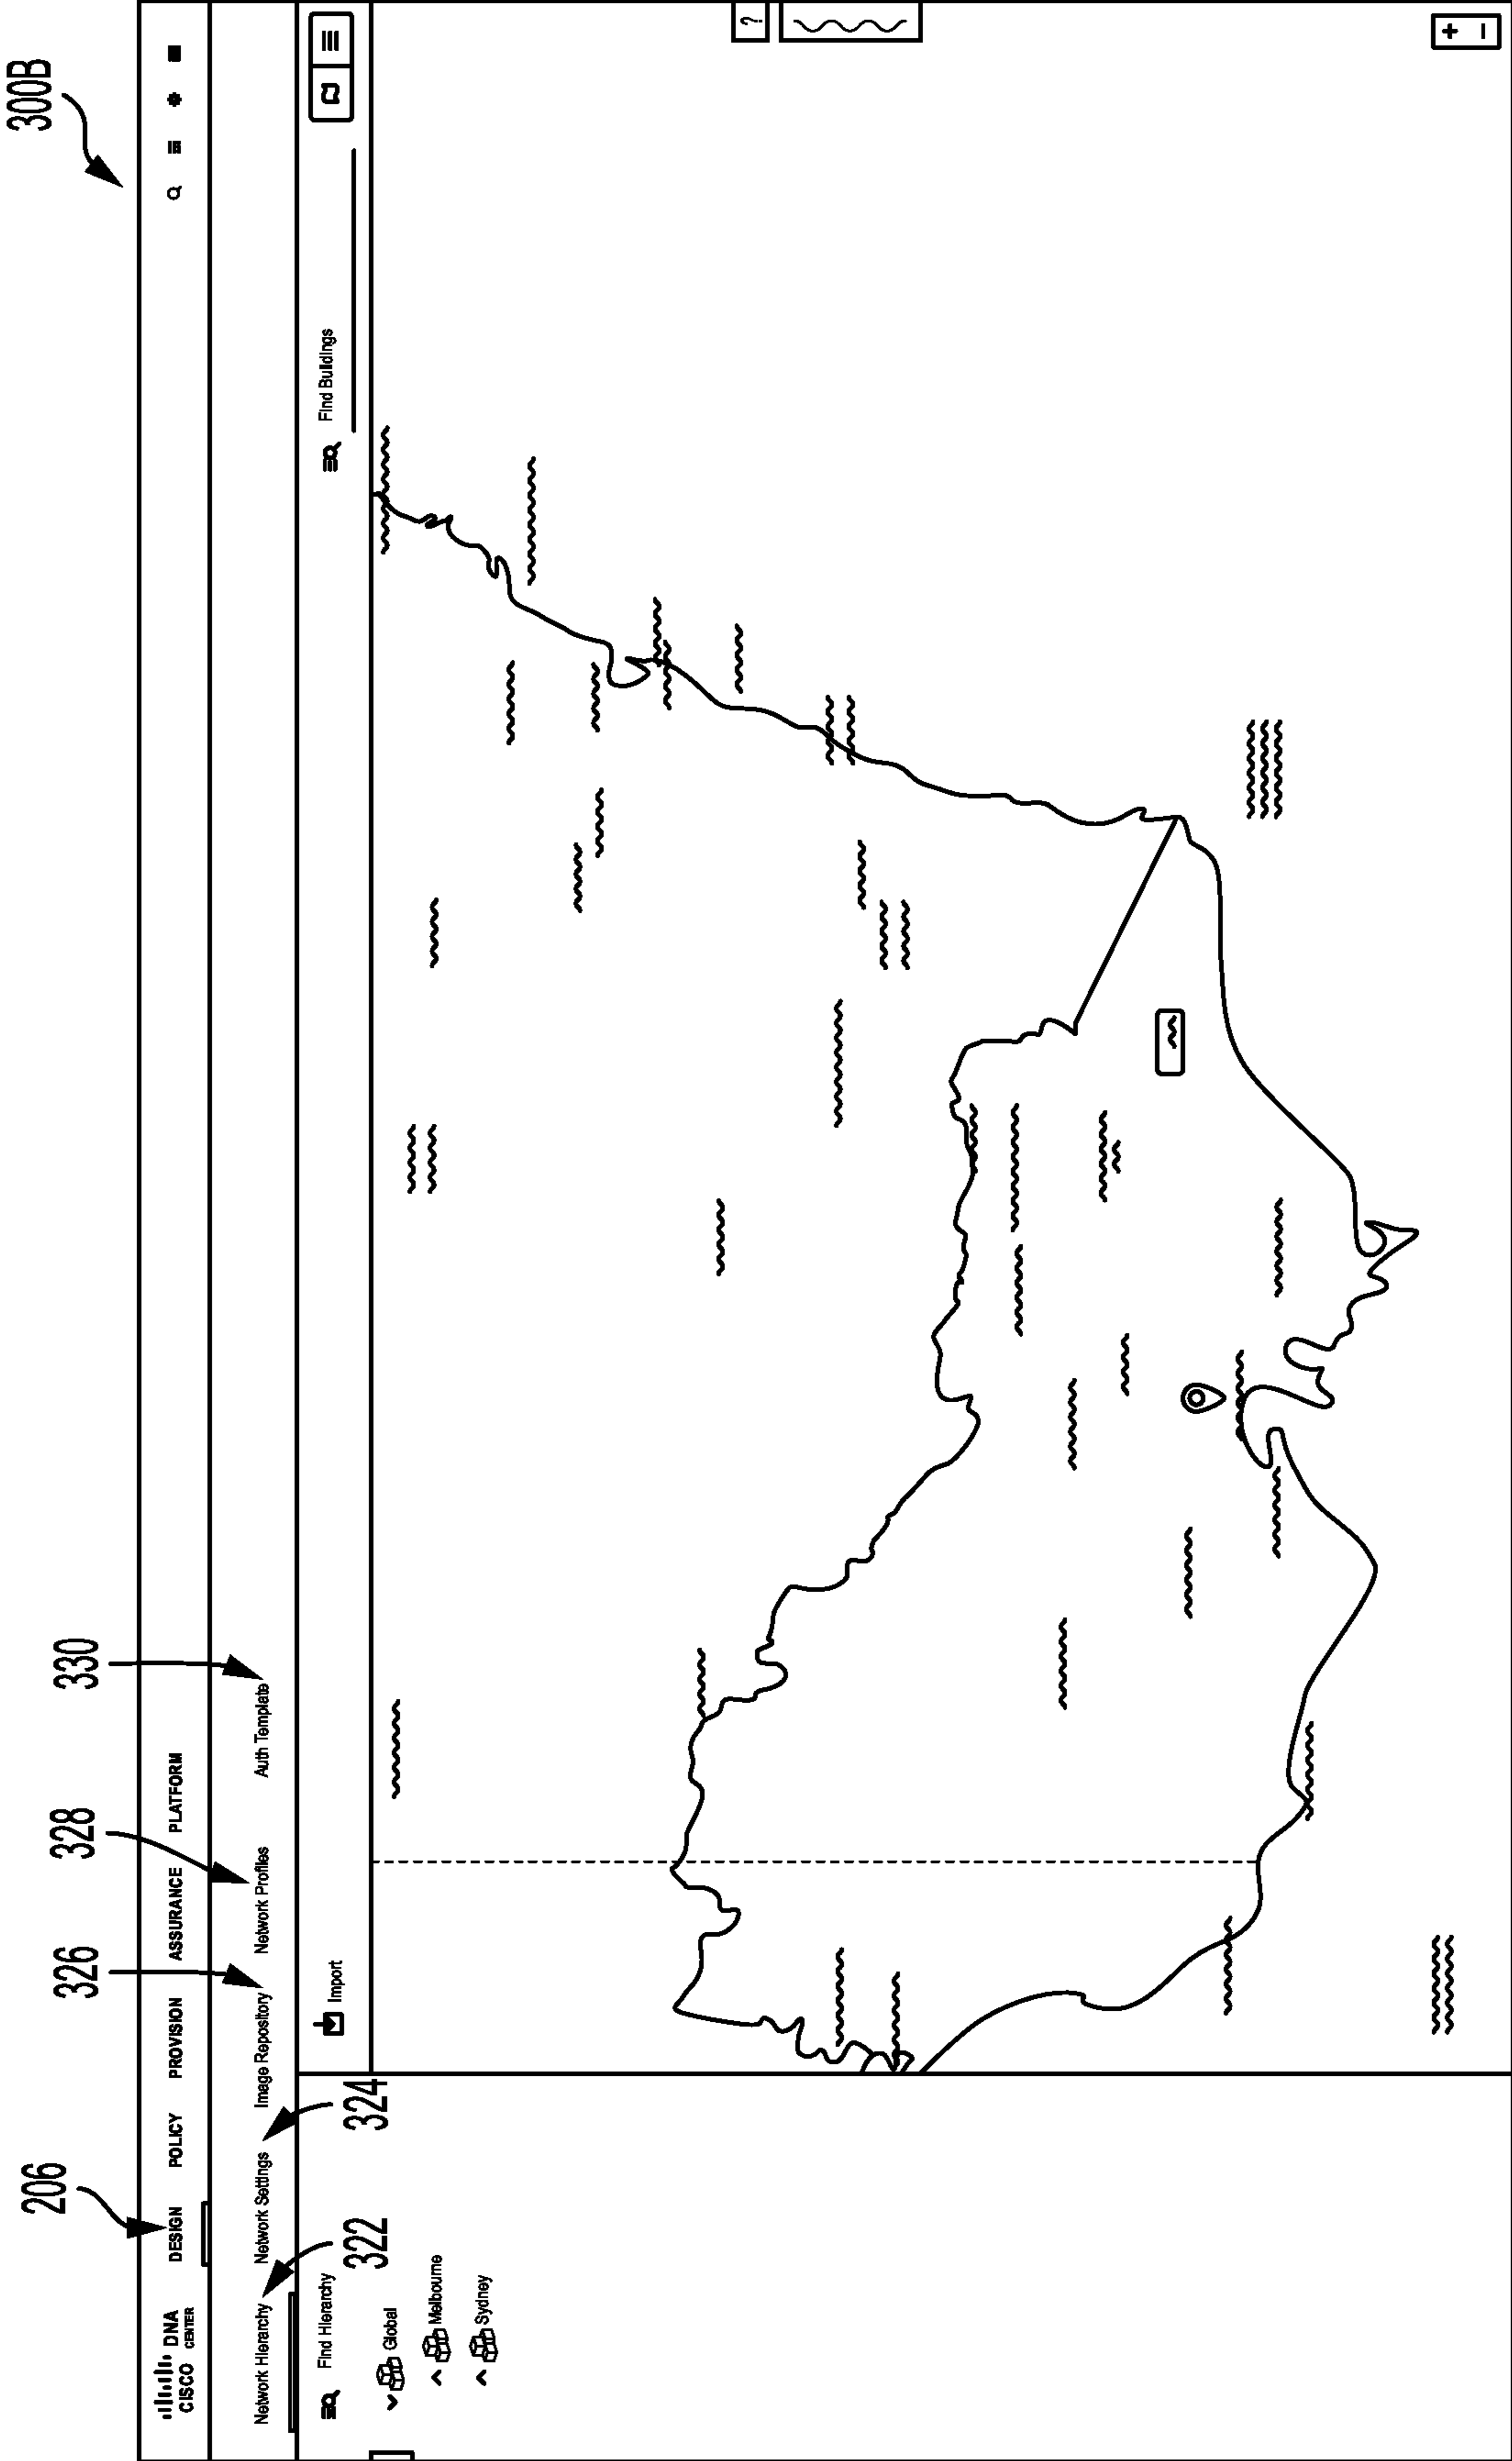 300B
206
326
328
330
CISCO DNA CENTER
DESIGN POLICY PROVISION ASSURANCE PLATFORM
Network Hierarchy Network Settings Image Repository Network Profiles Auth Template
322
324
Find Hierarchy
Import
Find Buildings
Global
Melbourne
Sydney
?
+
-